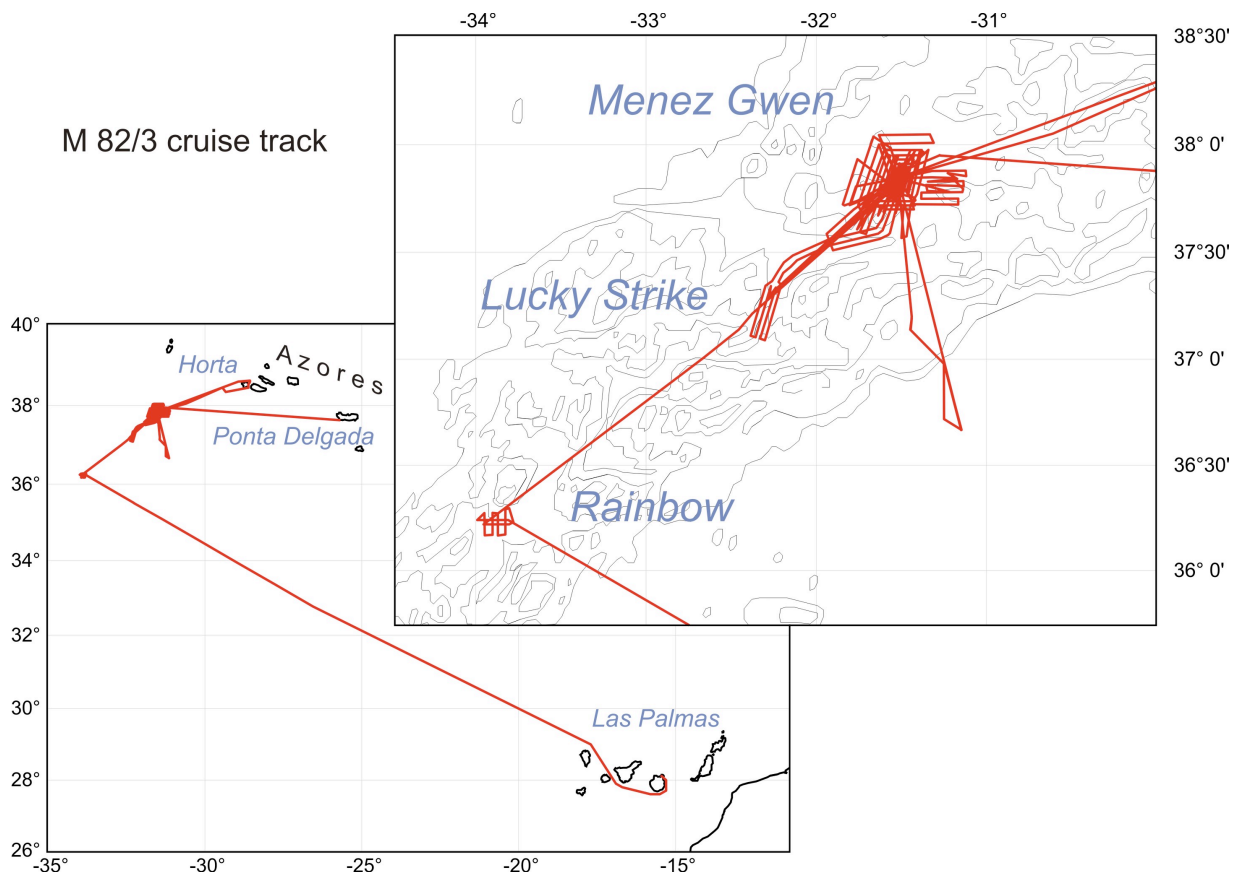 -34°
-33°
-32°
-31°
38°30'
Menez Gwen
M 82/3 cruise track
38° 0'
37°30'
Lucky Strike
40°
Horta
Azores
37° 0'
38°
Ponta Delgada
36°30'
36°
Rainbow
34°
36° 0'
32°
30°
Las Palmas
28°
26°
-35°
-30°
-25°
-20°
-15°